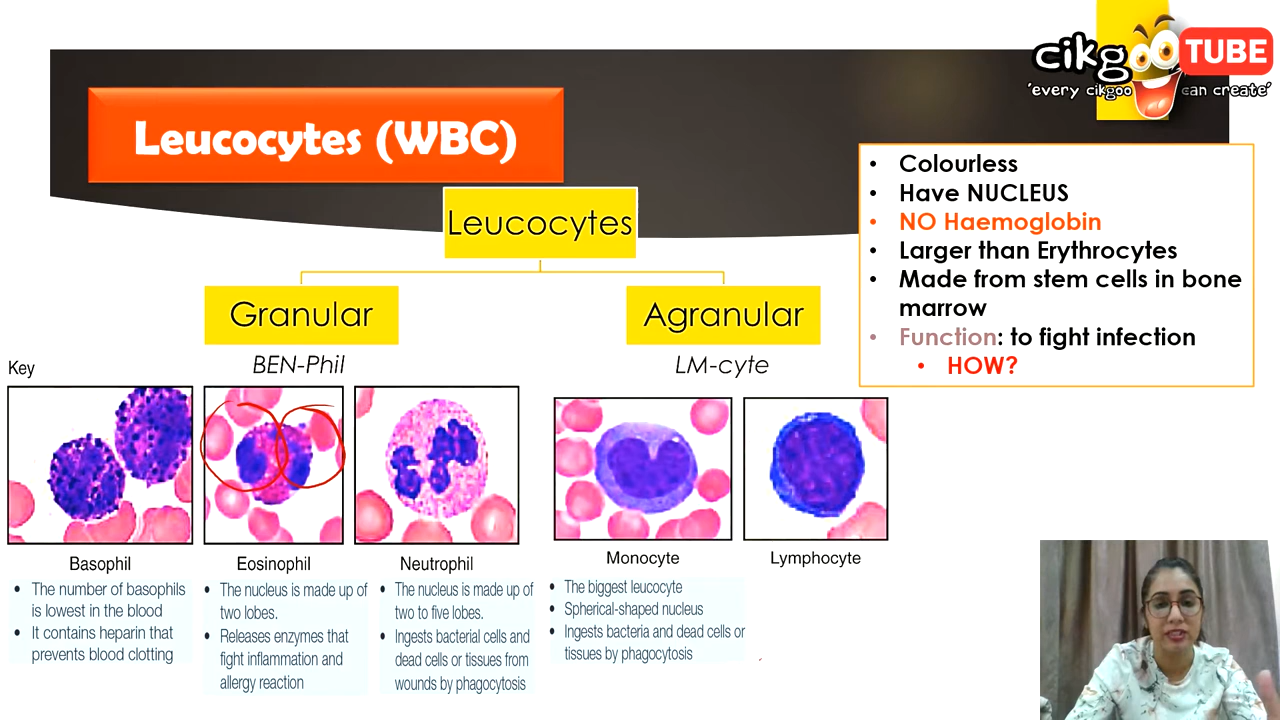 cikgoo TUBE
'every cikgoo can create'
Leucocytes (WBC)
Leucocytes
Granular
Agranular
BEN-Phil
LM-cyte
• Colourless
• Have NUCLEUS
• NO Haemoglobin
• Larger than Erythrocytes
• Made from stem cells in bone
marrow
• Function: to fight infection
• HOW?
Key
Basophil
• The number of basophils
is lowest in the blood
• It contains heparin that
prevents blood clotting
Eosinophil
• The nucleus is made up of
two lobes.
• Releases enzymes that
fight inflammation and
allergy reaction
Neutrophil
• The nucleus is made up of
two to five lobes.
• Ingests bacterial cells and
dead cells or tissues from
wounds by phagocytosis
Monocyte
• The biggest leucocyte
• Spherical-shaped nucleus
• Ingests bacteria and dead cells or
tissues by phagocytosis
Lymphocyte